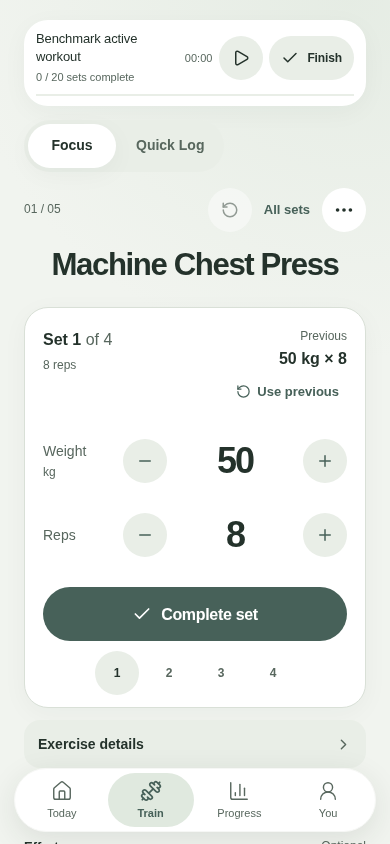 Benchmark active
workout
0 / 20 sets complete
00:00
Finish
Focus
Quick Log
01 / 05
All sets
Machine Chest Press
Set 1 of 4
8 reps
Previous
50 kg × 8
Use previous
Weight
kg
50
Reps
8
Complete set
1 2 3 4
Exercise details
Today
Train
Progress
You